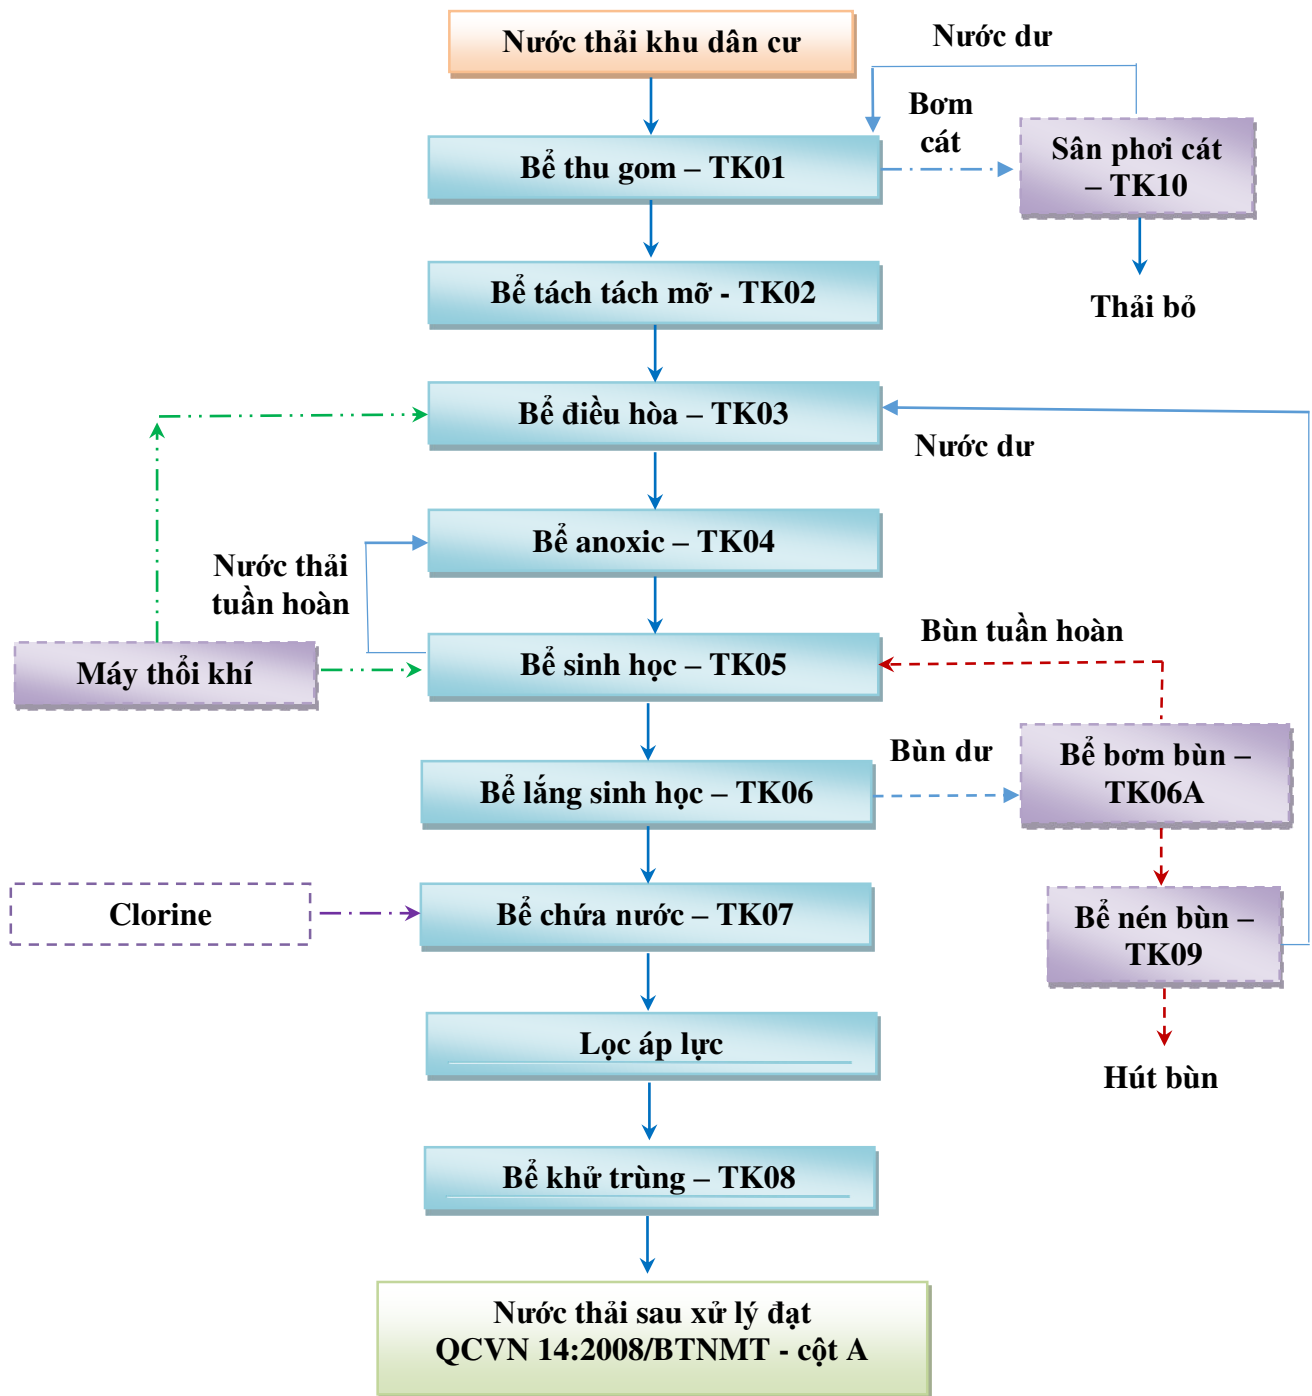 Nước thải khu dân cư
Nước dư
Bơm
cát
Bể thu gom – TK01
Sân phơi cát
– TK10
Bể tách tách mỡ - TK02
Thải bỏ
Bể điều hòa – TK03
Nước dư
Bể anoxic – TK04
Nước thải
tuần hoàn
Bùn tuần hoàn
Máy thổi khí
Bể sinh học – TK05
Bùn dư
Bể bơm bùn –
TK06A
Bể lắng sinh học – TK06
Clorine
Bể chứa nước – TK07
Bể nén bùn –
TK09
Lọc áp lực
Hút bùn
Bể khử trùng – TK08
Nước thải sau xử lý đạt
QCVN 14:2008/BTNMT - cột A